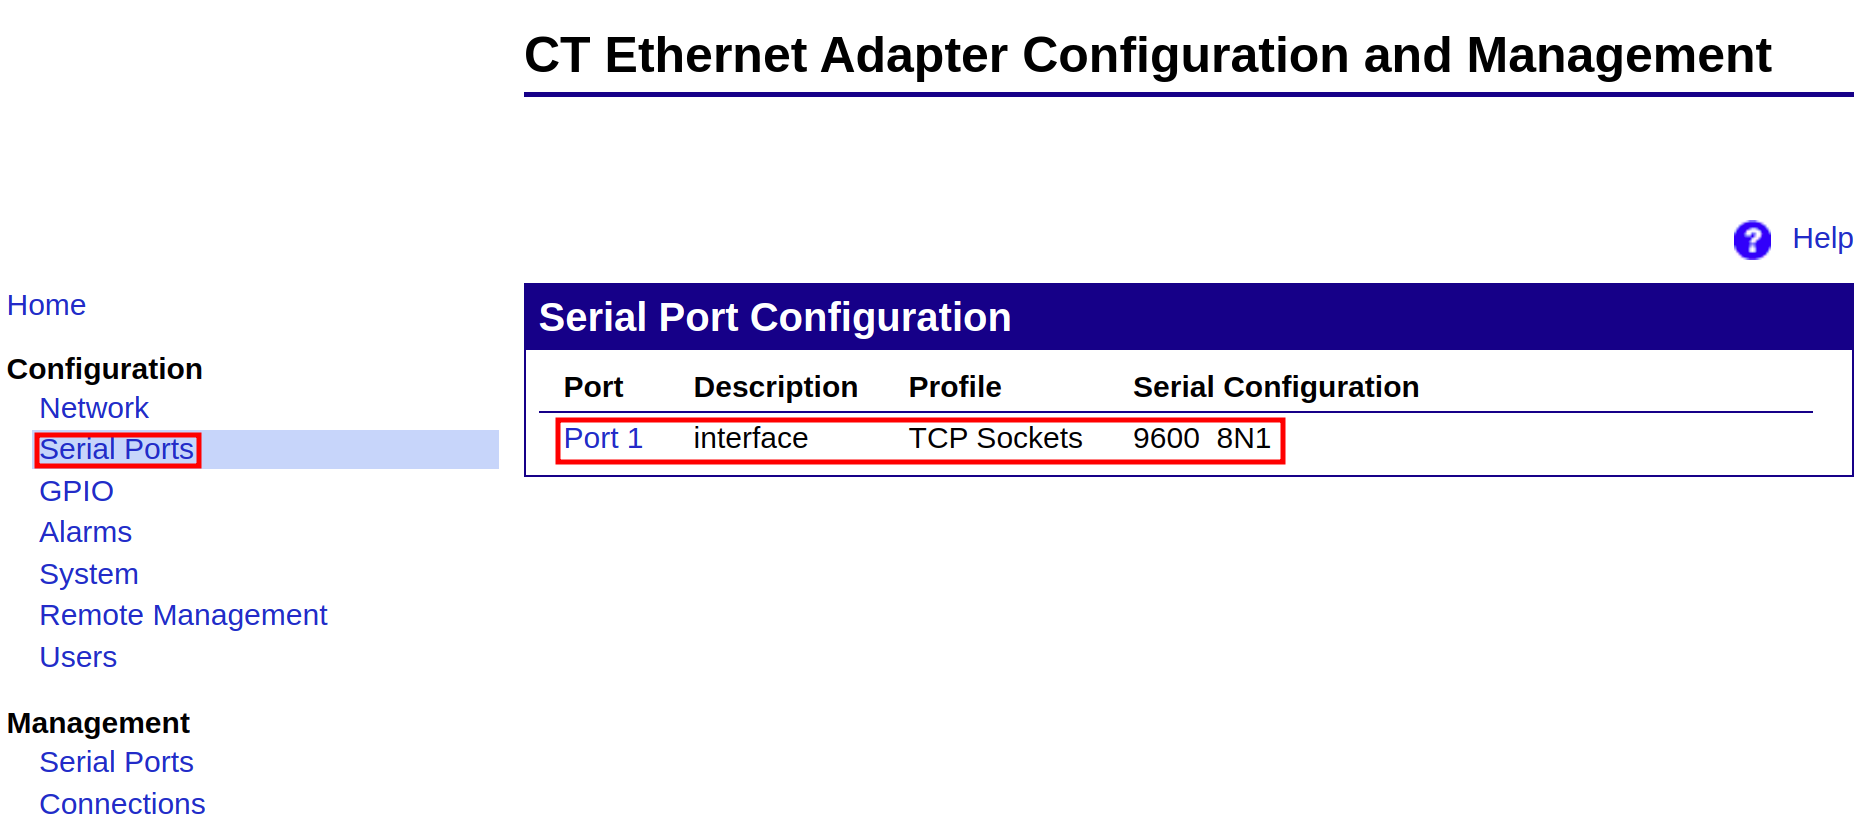 CT Ethernet Adapter Configuration and Management
? Help
Home
Configuration
Network
Serial Ports
GPIO
Alarms
System
Remote Management
Users
Management
Serial Ports
Connections
Serial Port Configuration
Port Description Profile Serial Configuration
Port 1 interface TCP Sockets 9600 8N1